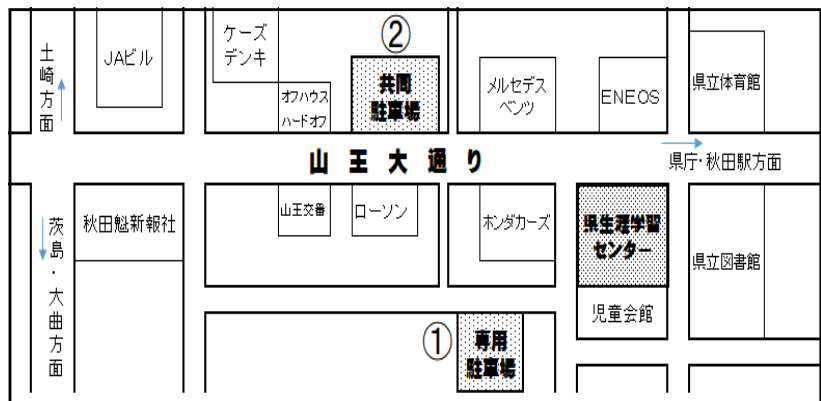 土崎方面
JAビル
ケーズ
デンキ
オフハウス
ハードオフ
②
共同
駐車場
メルセデス
ベンツ
ENEOS
県立体育館
山王大通り
県庁・秋田駅方面
茨島・大曲方面
秋田魁新報社
山王交番
ローソン
ホンダカーズ
県生涯学習
センター
県立図書館
児童会館
①
専用
駐車場